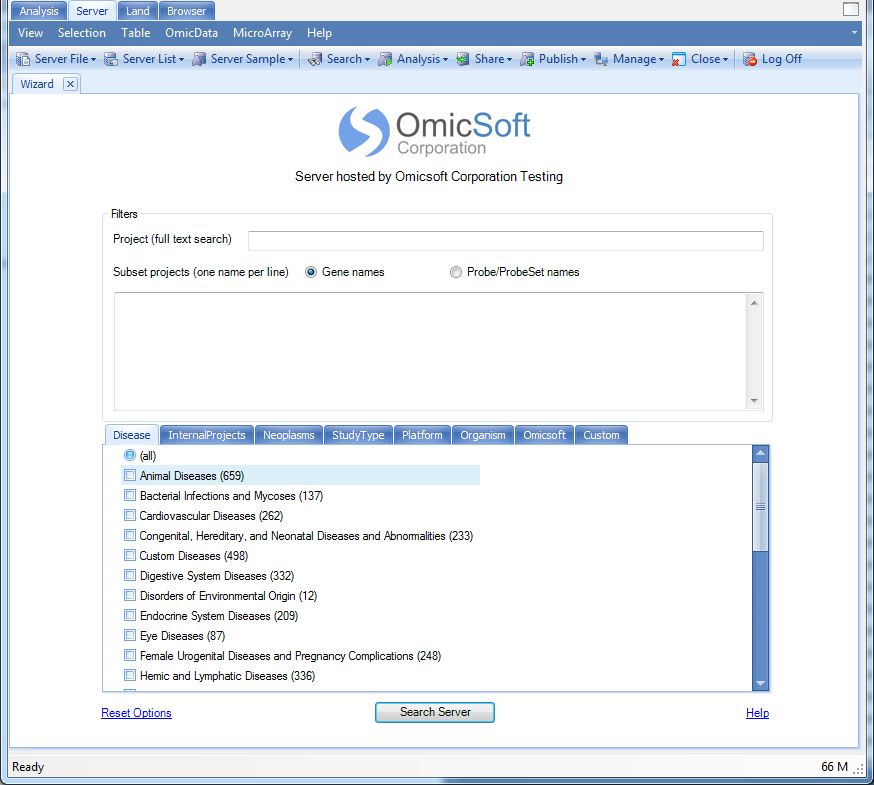 Analysis Server Land Browser
View Selection Table OmicData MicroArray Help
Server File Server List Server Sample Search Analysis Share Publish Manage Close Log Off
Wizard
OmicSoft
Corporation
Server hosted by Omicsoft Corporation Testing
Filters
Project (full text search)
Subset projects (one name per line) Gene names Probe/ProbeSet names
Disease InternalProjects Neoplasms StudyType Platform Organism Omicsoft Custom
(all)
Animal Diseases (659)
Bacterial Infections and Mycoses (137)
Cardiovascular Diseases (262)
Congenital, Hereditary, and Neonatal Diseases and Abnormalities (233)
Custom Diseases (498)
Digestive System Diseases (332)
Disorders of Environmental Origin (12)
Endocrine System Diseases (209)
Eye Diseases (87)
Female Urogenital Diseases and Pregnancy Complications (248)
Hemic and Lymphatic Diseases (336)
Reset Options Search Server Help
Ready 66 M